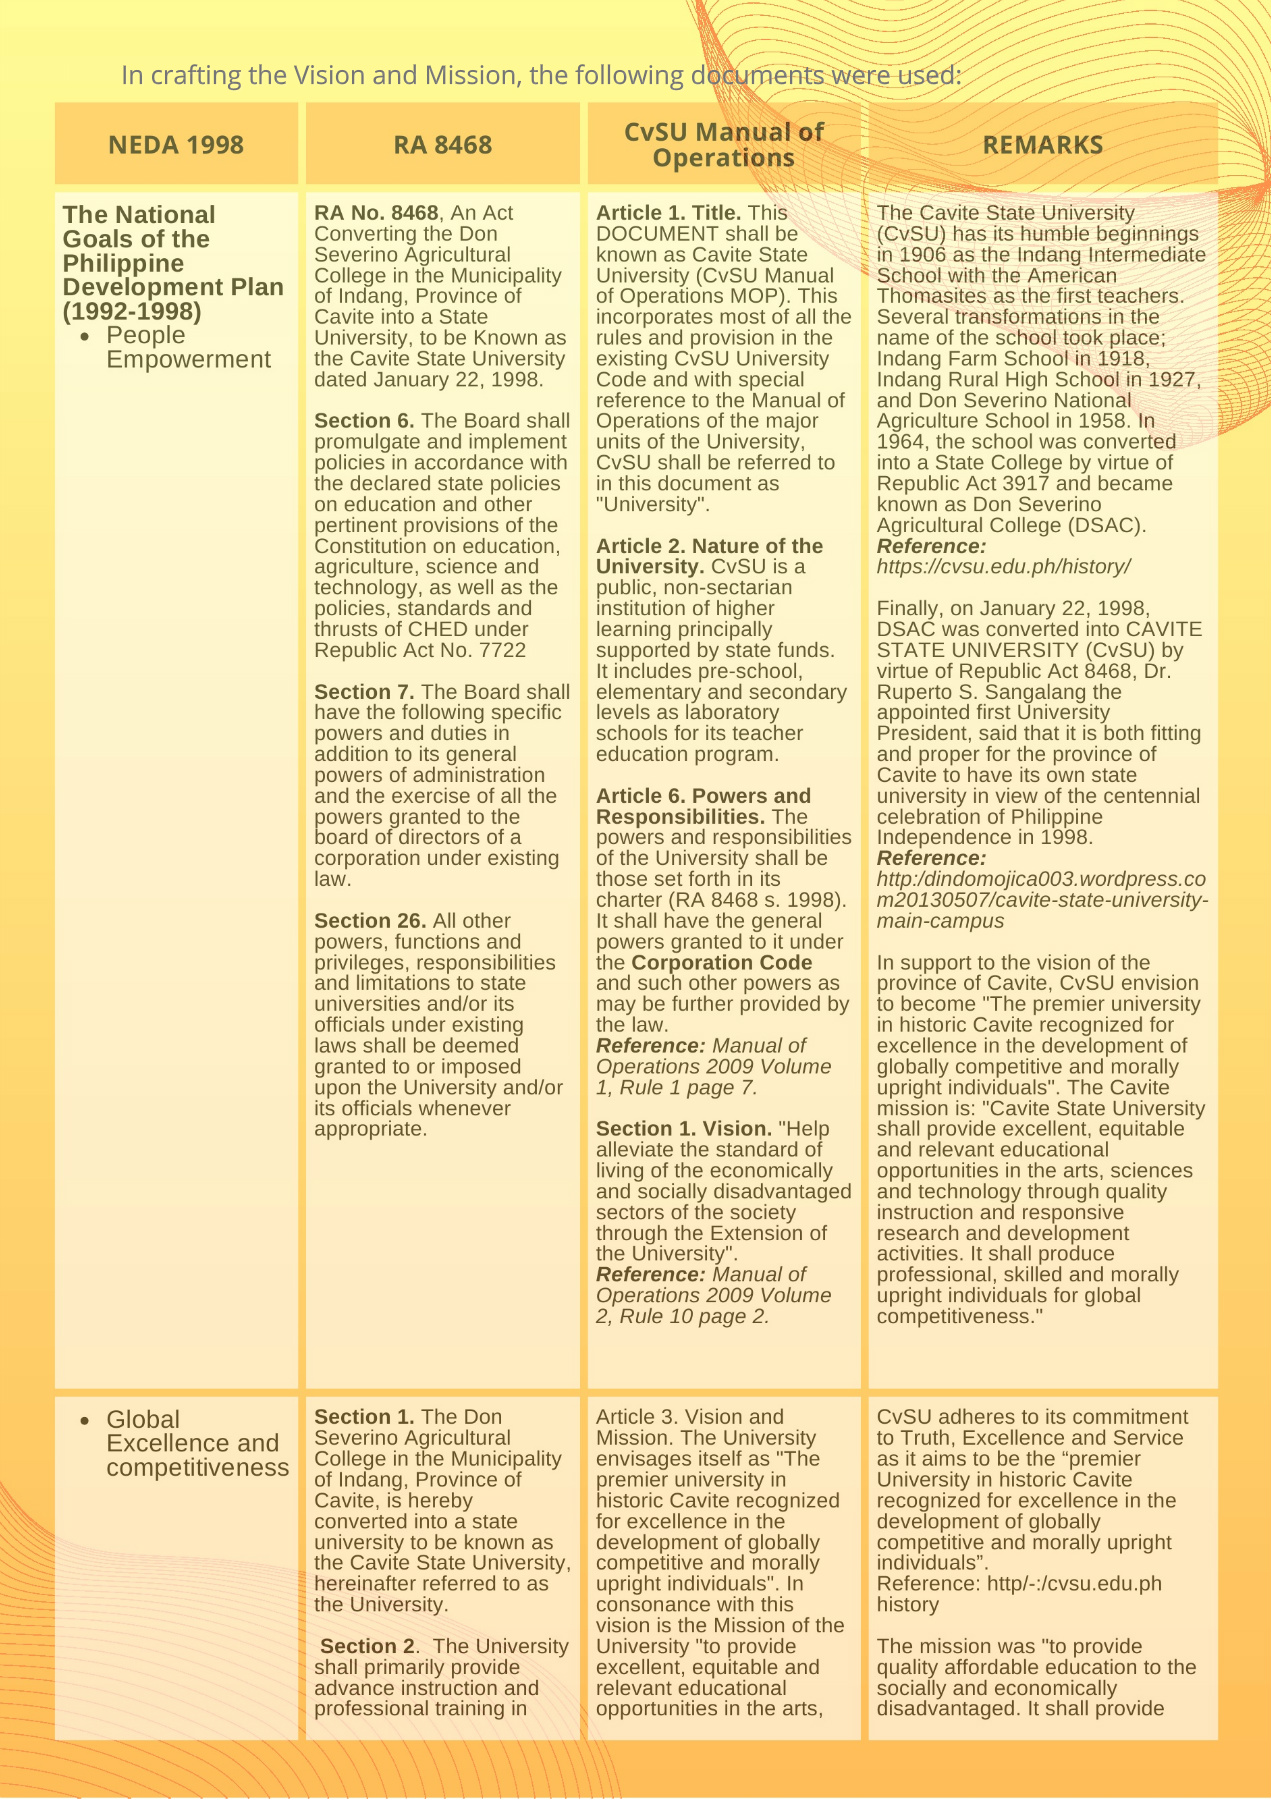 In crafting the Vision and Mission, the following documents were used:
NEDA 1998
RA 8468
CvSU Manual of
Operations
REMARKS
The National
Goals of the
Philippine
Development Plan
(1992-1998)
• People
Empowerment
RA No. 8468, An Act
Converting the Don
Severino Agricultural
College in the Municipality
of Indang, Province of
Cavite into a State
University, to be Known as
the Cavite State University
dated January 22, 1998.
Section 6. The Board shall
promulgate and implement
policies in accordance with
the declared state policies
on education and other
pertinent provisions of the
Constitution on education,
agriculture, science and
technology, as well as the
policies, standards and
thrusts of CHED under
Republic Act No. 7722
Section 7. The Board shall
have the following specific
powers and duties in
addition to its general
powers of administration
and the exercise of all the
powers granted to the
board of directors of a
corporation under existing
law.
Section 26. All other
powers, functions and
privileges, responsibilities
and limitations to state
universities and/or its
officials under existing
laws shall be deemed
granted to or imposed
upon the University and/or
its officials whenever
appropriate.
Article 1. Title. This
DOCUMENT shall be
known as Cavite State
University (CvSU Manual
of Operations MOP). This
incorporates most of all the
rules and provision in the
existing CvSU University
Code and with special
reference to the Manual of
Operations of the major
units of the University,
CvSU shall be referred to
in this document as
"University".
Article 2. Nature of the
University. CvSU is a
public, non-sectarian
institution of higher
learning principally
supported by state funds.
It includes pre-school,
elementary and secondary
levels as laboratory
schools for its teacher
education program.
Article 6. Powers and
Responsibilities. The
powers and responsibilities
of the University shall be
those set forth in its
charter (RA 8468 s. 1998).
It shall have the general
powers granted to it under
the Corporation Code
and such other powers as
may be further provided by
the law.
Reference: Manual of
Operations 2009 Volume
1, Rule 1 page 7.
Section 1. Vision. "Help
alleviate the standard of
living of the economically
and socially disadvantaged
sectors of the society
through the Extension of
the University".
Reference: Manual of
Operations 2009 Volume
2, Rule 10 page 2.
The Cavite State University
(CvSU) has its humble beginnings
in 1906 as the Indang Intermediate
School with the American
Thomasites as the first teachers.
Several transformations in the
name of the school took place;
Indang Farm School in 1918,
Indang Rural High School in 1927,
and Don Severino National
Agriculture School in 1958. In
1964, the school was converted
into a State College by virtue of
Republic Act 3917 and became
known as Don Severino
Agricultural College (DSAC).
Reference:
https://cvsu.edu.ph/history/
Finally, on January 22, 1998,
DSAC was converted into CAVITE
STATE UNIVERSITY (CvSU) by
virtue of Republic Act 8468, Dr.
Ruperto S. Sangalang the
appointed first University
President, said that it is both fitting
and proper for the province of
Cavite to have its own state
university in view of the centennial
celebration of Philippine
Independence in 1998.
Reference:
http:/dindomojica003.wordpress.co
m20130507/cavite-state-university-
main-campus
In support to the vision of the
province of Cavite, CvSU envision
to become "The premier university
in historic Cavite recognized for
excellence in the development of
globally competitive and morally
upright individuals". The Cavite
mission is: "Cavite State University
shall provide excellent, equitable
and relevant educational
opportunities in the arts, sciences
and technology through quality
instruction and responsive
research and development
activities. It shall produce
professional, skilled and morally
upright individuals for global
competitiveness."
• Global
Excellence and
competitiveness
Section 1. The Don
Severino Agricultural
College in the Municipality
of Indang, Province of
Cavite, is hereby
converted into a state
university to be known as
the Cavite State University,
hereinafter referred to as
the University.
Section 2. The University
shall primarily provide
advance instruction and
professional training in
Article 3. Vision and
Mission. The University
envisages itself as "The
premier university in
historic Cavite recognized
for excellence in the
development of globally
competitive and morally
upright individuals". In
consonance with this
vision is the Mission of the
University "to provide
excellent, equitable and
relevant educational
opportunities in the arts,
CvSU adheres to its commitment
to Truth, Excellence and Service
as it aims to be the “premier
University in historic Cavite
recognized for excellence in the
development of globally
competitive and morally upright
individuals”.
Reference: http/-:/cvsu.edu.ph
history
The mission was "to provide
quality affordable education to the
socially and economically
disadvantaged. It shall provide